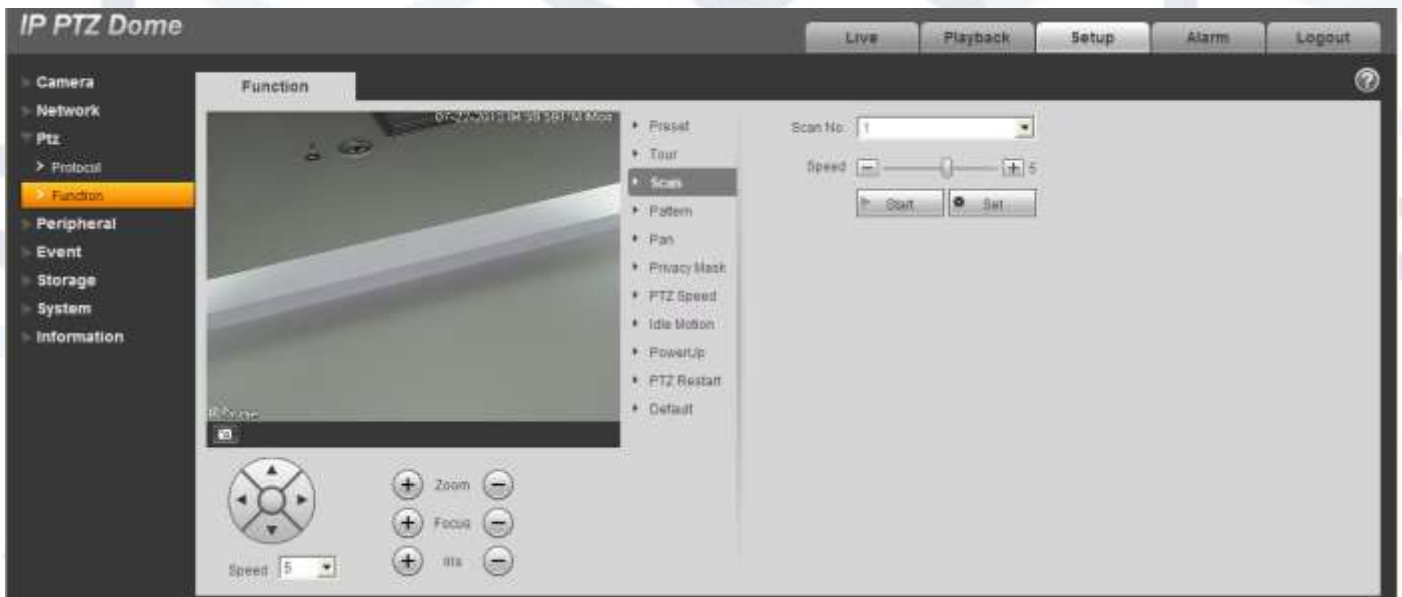 IP PTZ Dome
Live
Playback
Setup
Alarm
Logout
Camera
Network
Ptz
Protocol
Function
Peripheral
Event
Storage
System
Information
Function
IP Dome
Preset
Tour
Scan
Pattern
Pan
Privacy Mask
PTZ Speed
Idle Motion
PowerUp
PTZ Restart
Default
Scan No. 1
Speed 5
Start
Set
Zoom
Focus
Iris
Speed 5